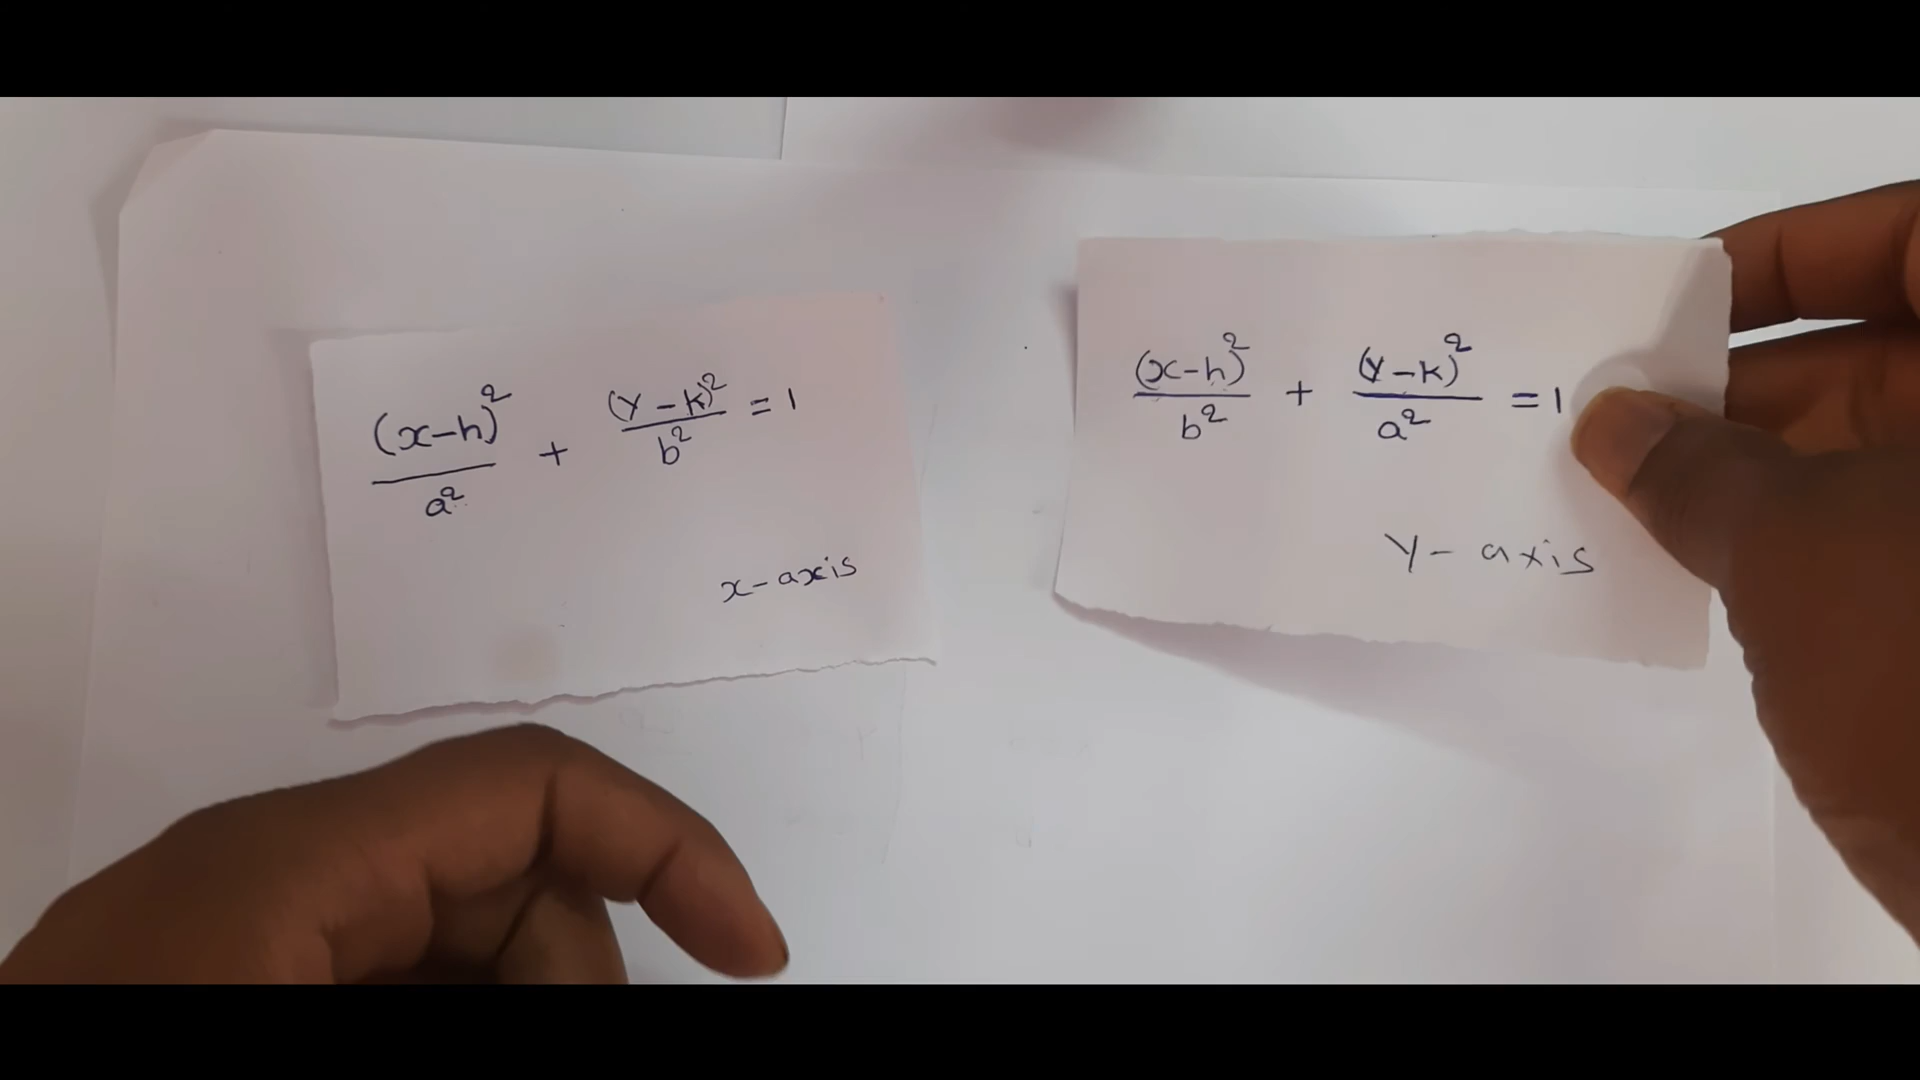 (x-h)²/a² + (Y-k)²/b² = 1
x-axis
(x-h)²/b² + (Y-k)²/a² = 1
Y-axis